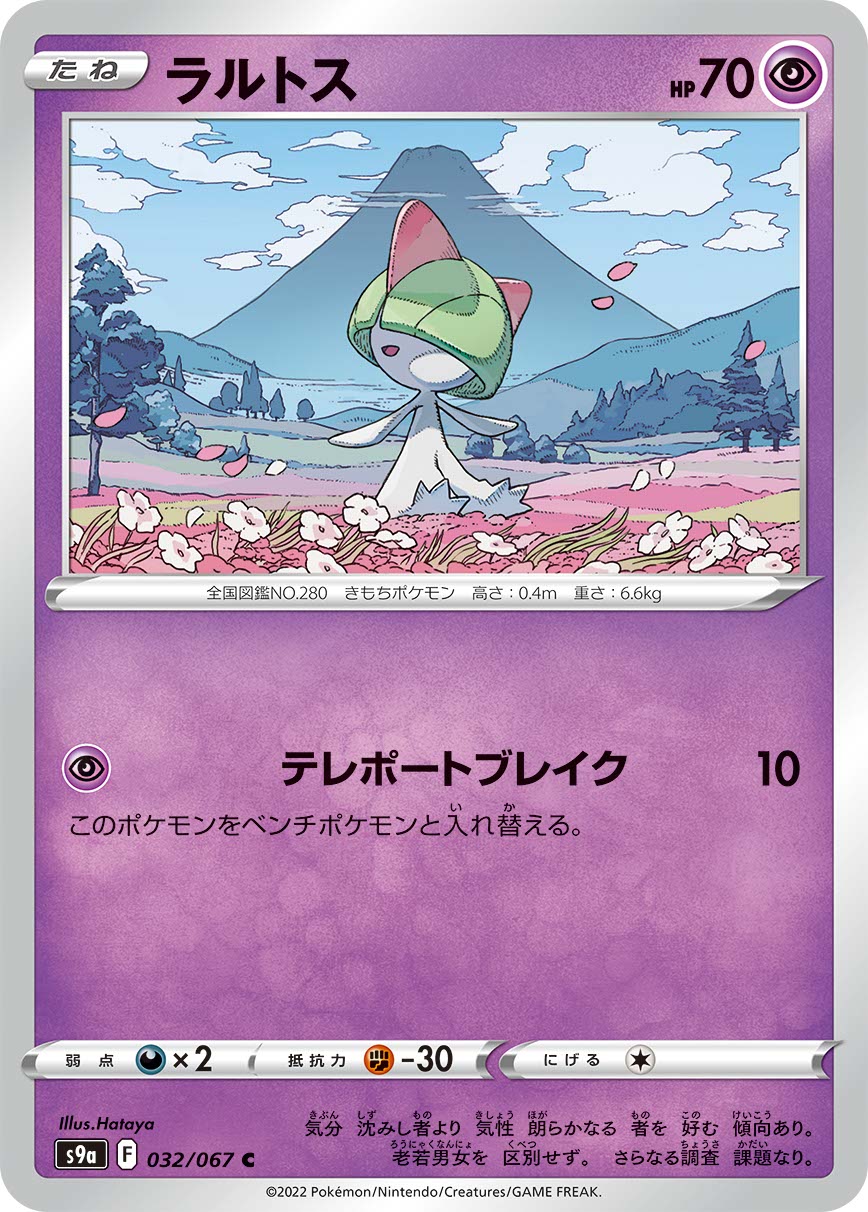 たね ラルトス HP70
全国図鑑NO.280 きもちポケモン 高さ:0.4m 重さ:6.6kg
テレポートブレイク 10
このポケモンをベンチポケモンと入れ替える。
弱点 ×2 抵抗力 -30 にげる
Illus.Hataya
気分 沈みし者より 気性 朗らかなる 者を 好む 傾向あり。
老若男女を 区別せず。 さらなる調査 課題なり。
s9a F 032/067 C
©2022 Pokémon/Nintendo/Creatures/GAME FREAK.